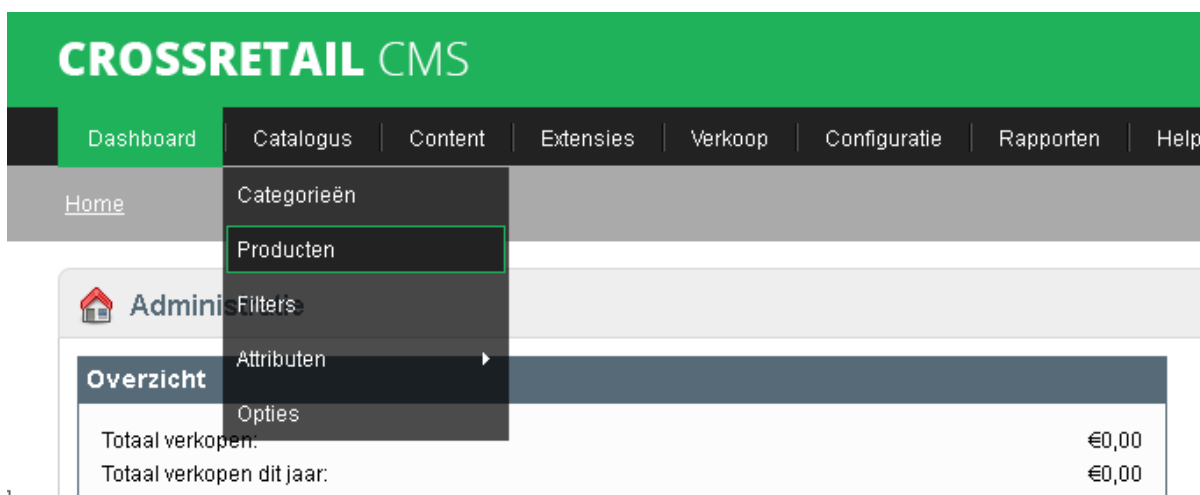 CROSSRETAIL CMS
Dashboard Catalogus Content Extensies Verkoop Configuratie Rapporten Help
Home
Categorieën
Producten
Filters
Attributen
Opties
Administratie
Overzicht
Totaal verkopen: €0,00
Totaal verkopen dit jaar: €0,00